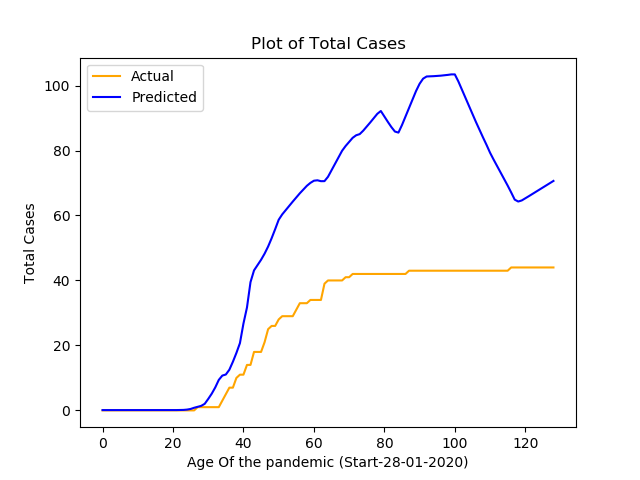 Plot of Total Cases
Actual
Predicted
100
80
60
40
20
0
Total Cases
0 20 40 60 80 100 120
Age Of the pandemic (Start-28-01-2020)